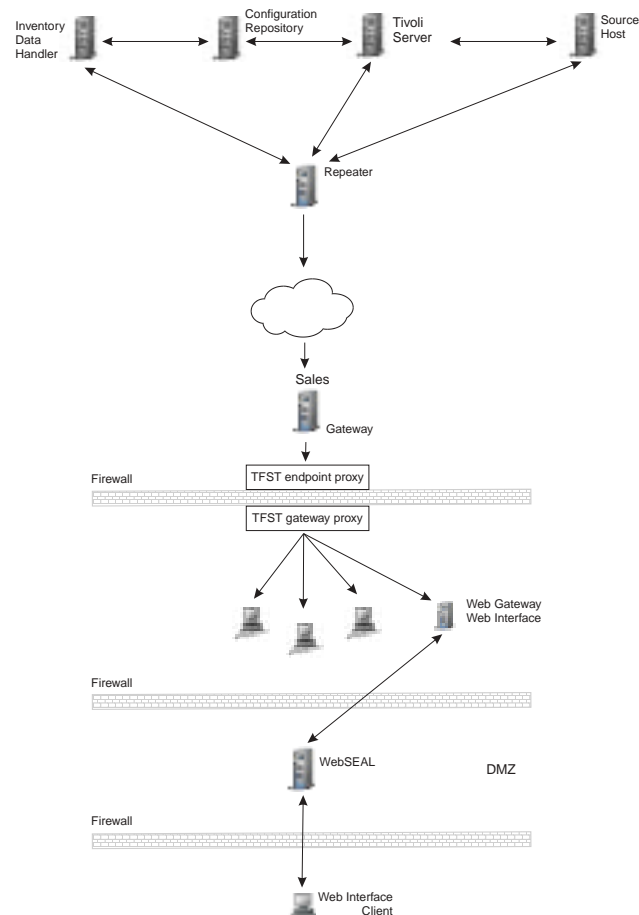 Inventory
Data
Handler
Configuration
Repository
Tivoli
Server
Source
Host
Repeater
Sales
Gateway
TFST endpoint proxy
Firewall
TFST gateway proxy
Web Gateway
Web Interface
Firewall
WebSEAL
DMZ
Firewall
Web Interface
Client